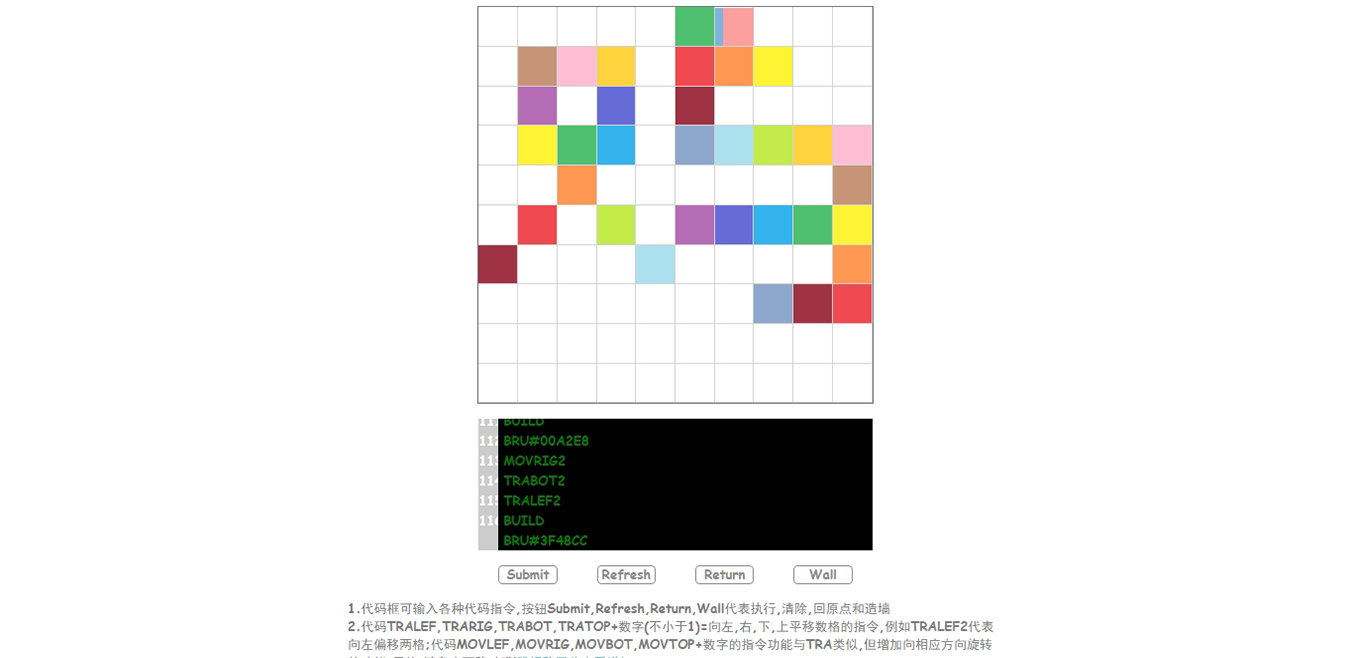 BUILD
112 BRU#00A2E8
113 MOVRIG2
114 TRABOT2
115 TRALEF2
116 BUILD
BRU#3F48CC
Submit Refresh Return Wall
1.代码框可输入各种代码指令,按钮Submit,Refresh,Return,Wall代表执行,清除,回原点和造墙
2.代码TRALEF,TRARIG,TRABOT,TRATOP+数字(不小于1)=向左,右,下,上平移数格的指令,例如TRALEF2代表
向左偏移两格;代码MOVLEF,MOVRIG,MOVBOT,MOVTOP+数字的指令功能与TRA类似,但增加向相应方向旋转